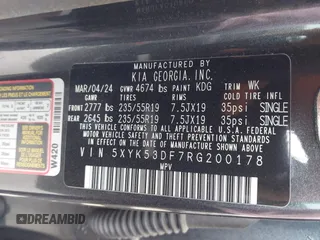 MANUFACTURED BY
KIA GEORGIA, INC.
MAR/04/24 GVWR 4674 lbs PAINT KDG TRIM WK
GAWR TIRE RIM COLD TIRE INFL
FRONT 2777 lbs 235/55R19 7.5JX19 35psi SINGLE
REAR 2645 lbs 235/55R19 7.5JX19 35psi SINGLE
THIS VEHICLE CONFORMS TO ALL APPLICABLE U.S. FEDERAL
MOTOR VEHICLE SAFETY AND THEFT PREVENTION STANDARDS
IN EFFECT ON THE DATE OF MANUFACTURE SHOWN ABOVE.
VIN 5XYK53DF7RG200178
MPV
W420
DREAMBID